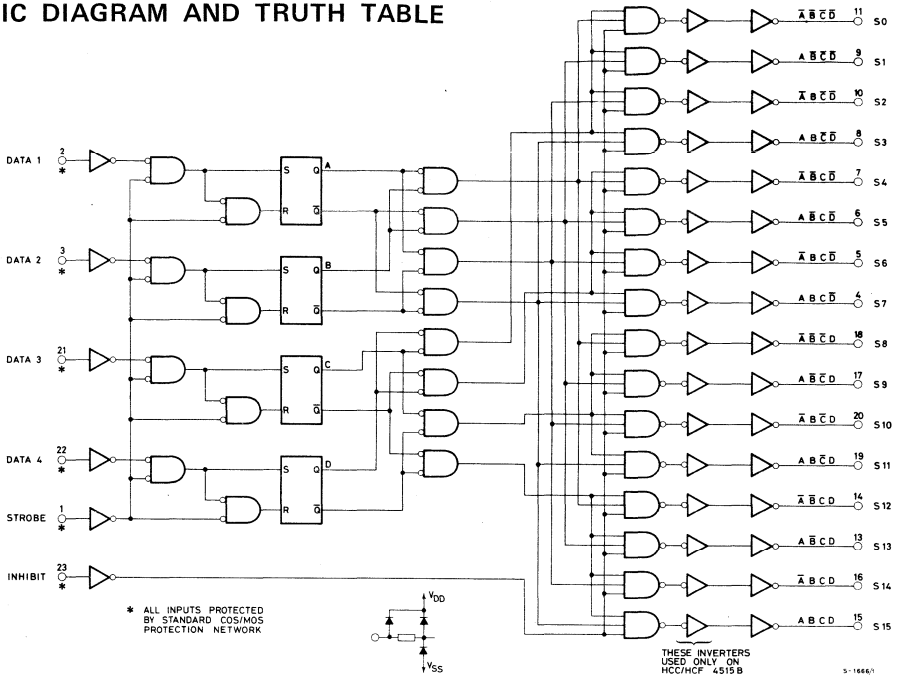 IC DIAGRAM AND TRUTH TABLE
DATA 1
2
*
DATA 2
3
*
DATA 3
21
*
DATA 4
22
*
STROBE
1
*
INHIBIT
23
*
S Q A
R Q̅
S Q B
R Q̅
S Q C
R Q̅
S Q D
R Q̅
A̅ B̅ C̅ D̅ 11 S0
A B̅ C̅ D̅ 9 S1
A̅ B C̅ D̅ 10 S2
A B C̅ D̅ 8 S3
A̅ B̅ C D̅ 7 S4
A B̅ C D̅ 6 S5
A̅ B C D̅ 5 S6
A B C D̅ 4 S7
A̅ B̅ C̅ D 18 S8
A B̅ C̅ D 17 S9
A̅ B C̅ D 20 S10
A B C̅ D 19 S11
A̅ B̅ C D 14 S12
A B̅ C D 13 S13
A̅ B C D 16 S14
A B C D 15 S15
* ALL INPUTS PROTECTED
BY STANDARD COS/MOS
PROTECTION NETWORK
VDD
VSS
THESE INVERTERS
USED ONLY ON
HCC/HCF 4515B
S-1666/1